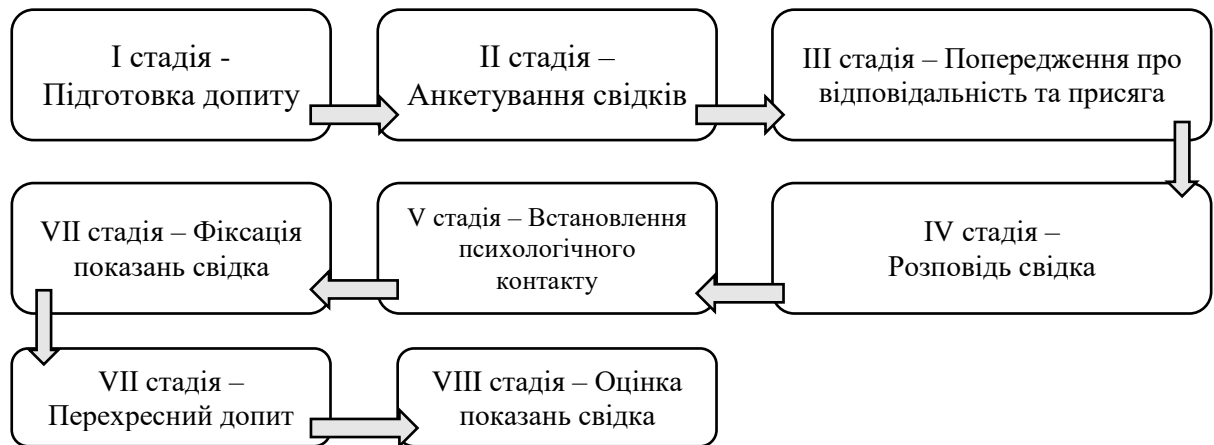 І стадія -
Підготовка допиту
ІІ стадія –
Анкетування свідків
ІІІ стадія – Попередження про
відповідальність та присяга
VІІ стадія – Фіксація
показань свідка
V стадія – Встановлення
психологічного
контакту
ІV стадія –
Розповідь свідка
VІІ стадія –
Перехресний допит
VІІІ стадія – Оцінка
показань свідка